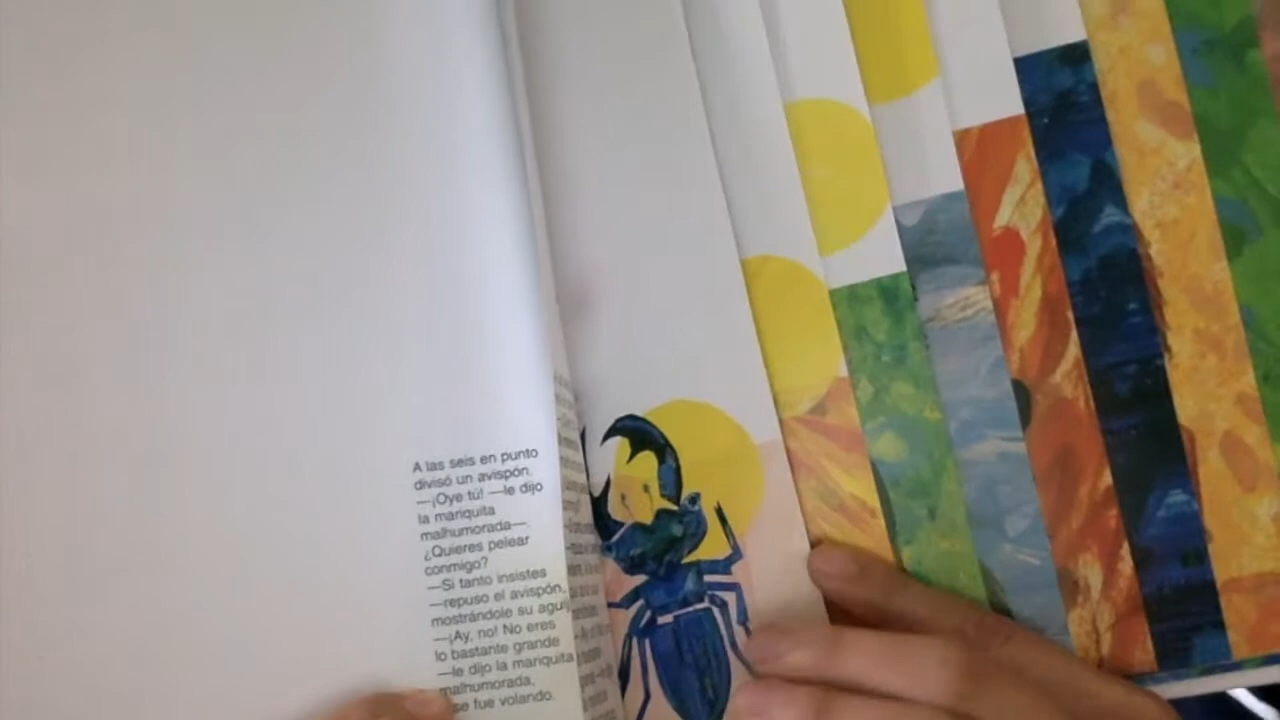 A las seis en punto
divisó un avispón.
—¡Oye tú! —le dijo
la mariquita
malhumorada—.
¿Quieres pelear
conmigo?
—Si tanto insistes
—repuso el avispón,
mostrándole su aguij
—¡Ay, no! No eres
lo bastante grande
—le dijo la mariquita
malhumorada,
se fue volando.